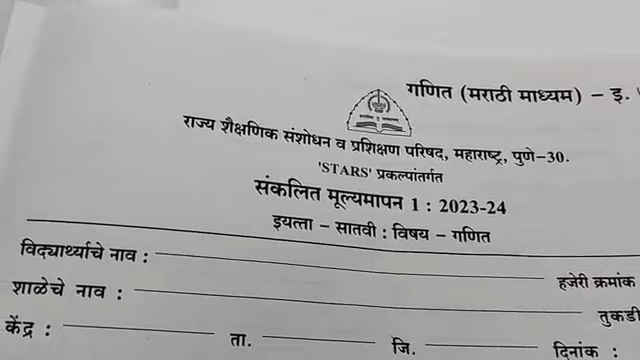 गणित (मराठी माध्यम) – इ.
राज्य शैक्षणिक संशोधन व प्रशिक्षण परिषद, महाराष्ट्र, पुणे–30.
'STARS' प्रकल्पांतर्गत
संकलित मूल्यमापन 1 : 2023-24
इयत्ता – सातवी : विषय – गणित
विद्यार्थ्याचे नाव : हजेरी क्रमांक
शाळेचे नाव : तुकडी
केंद्र : ता. जि. दिनांक :